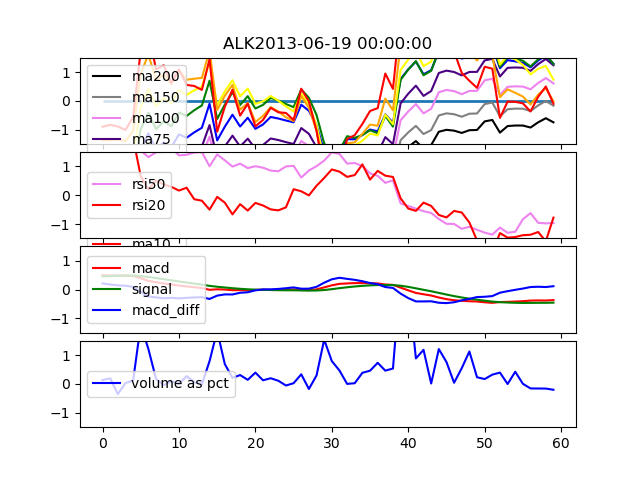 ALK2013-06-19 00:00:00
1
0
−1
ma200
ma150
ma100
ma75
1
0
−1
rsi50
rsi20
ma10
1
0
−1
macd
signal
macd_diff
1
0
−1
volume as pct
0 10 20 30 40 50 60